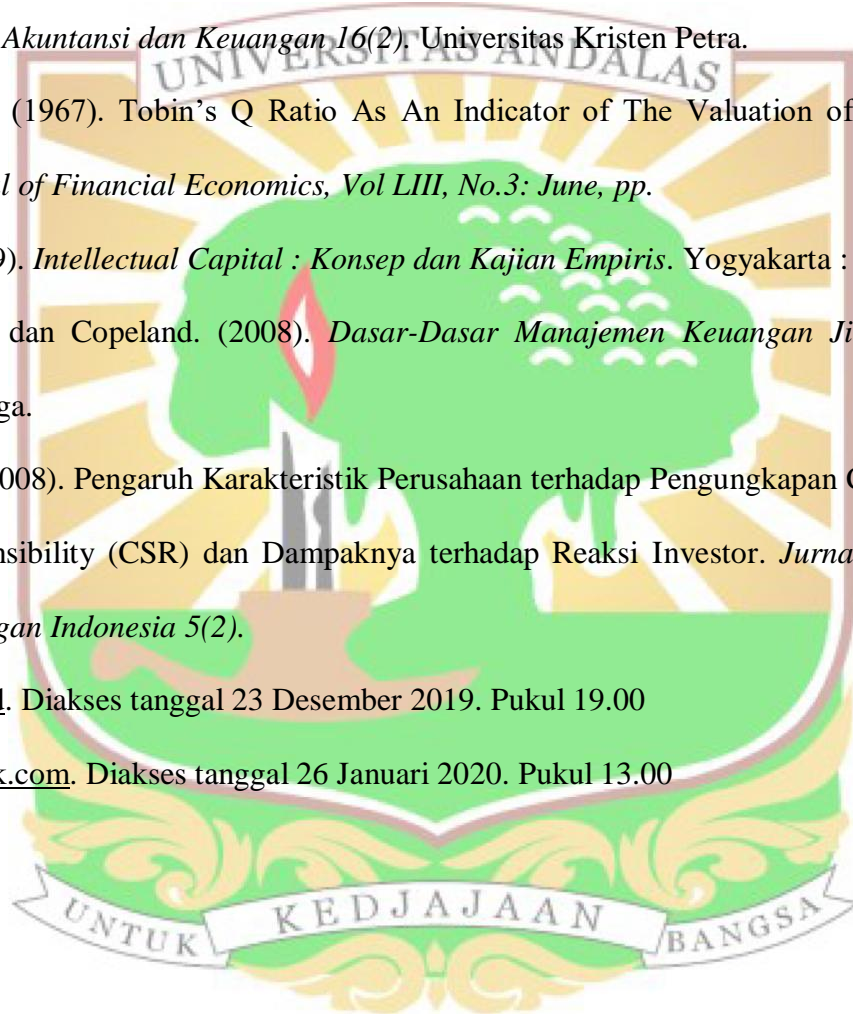 Akuntansi dan Keuangan 16(2). Universitas Kristen Petra.
UNIVERSITAS ANDALAS
(1967). Tobin’s Q Ratio As An Indicator of The Valuation of
l of Financial Economics, Vol LIII, No.3: June, pp.
9). Intellectual Capital : Konsep dan Kajian Empiris. Yogyakarta :
dan Copeland. (2008). Dasar-Dasar Manajemen Keuangan Ji
ga.
008). Pengaruh Karakteristik Perusahaan terhadap Pengungkapan C
nsibility (CSR) dan Dampaknya terhadap Reaksi Investor. Jurna
gan Indonesia 5(2).
. Diakses tanggal 23 Desember 2019. Pukul 19.00
k.com. Diakses tanggal 26 Januari 2020. Pukul 13.00
UNTUK KEDJAJAAN BANGSA